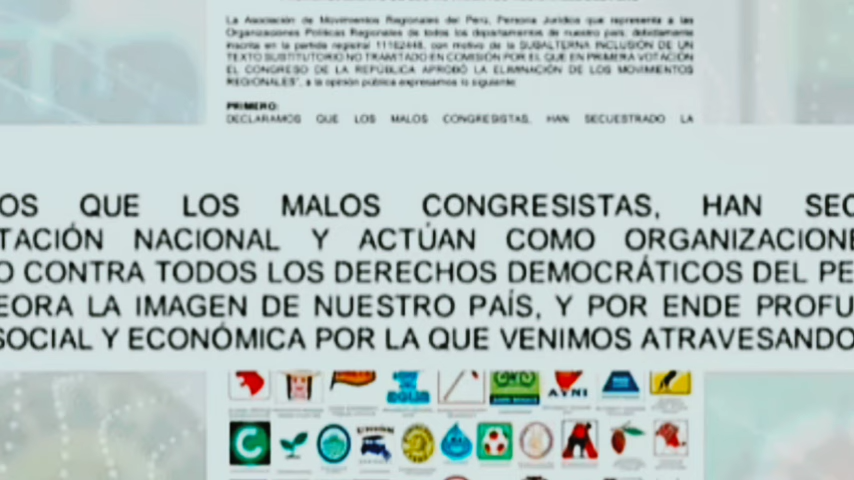 La Asociación de Movimientos Regionales del Perú, Persona Jurídica que representa a las
Organizaciones Políticas Regionales de todos los departamentos de nuestro país; debidamente
inscrita en la partida registral 11162448, con motivo de la SUBALTERNA INCLUSIÓN DE UN
TEXTO SUSTITUTORIO NO TRAMITADO EN COMISIÓN POR EL QUE EN PRIMERA VOTACIÓN
EL CONGRESO DE LA REPÚBLICA APROBÓ LA ELIMINACIÓN DE LOS MOVIMIENTOS
REGIONALES", a la opinión pública expresamos lo siguiente:
PRIMERO:
DECLARAMOS QUE LOS MALOS CONGRESISTAS, HAN SECUESTRADO LA
OS QUE LOS MALOS CONGRESISTAS, HAN SEC
TACIÓN NACIONAL Y ACTÚAN COMO ORGANIZACIONE
O CONTRA TODOS LOS DERECHOS DEMOCRÁTICOS DEL PE
EORA LA IMAGEN DE NUESTRO PAÍS, Y POR ENDE PROFU
SOCIAL Y ECONÓMICA POR LA QUE VENIMOS ATRAVESANDO
AYNI
UNION